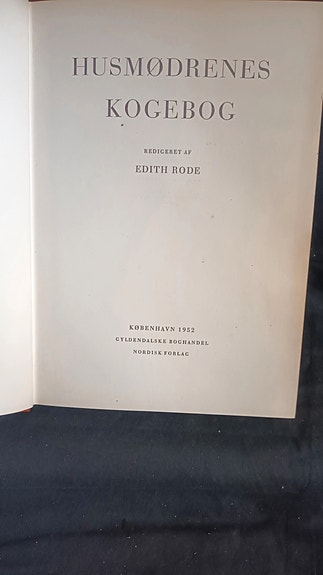 HUSMØDRENES
KOGEBOG
REDIGERET AF
EDITH RODE
KØBENHAVN 1952
GYLDENDALSKE BOGHANDEL
NORDISK FORLAG